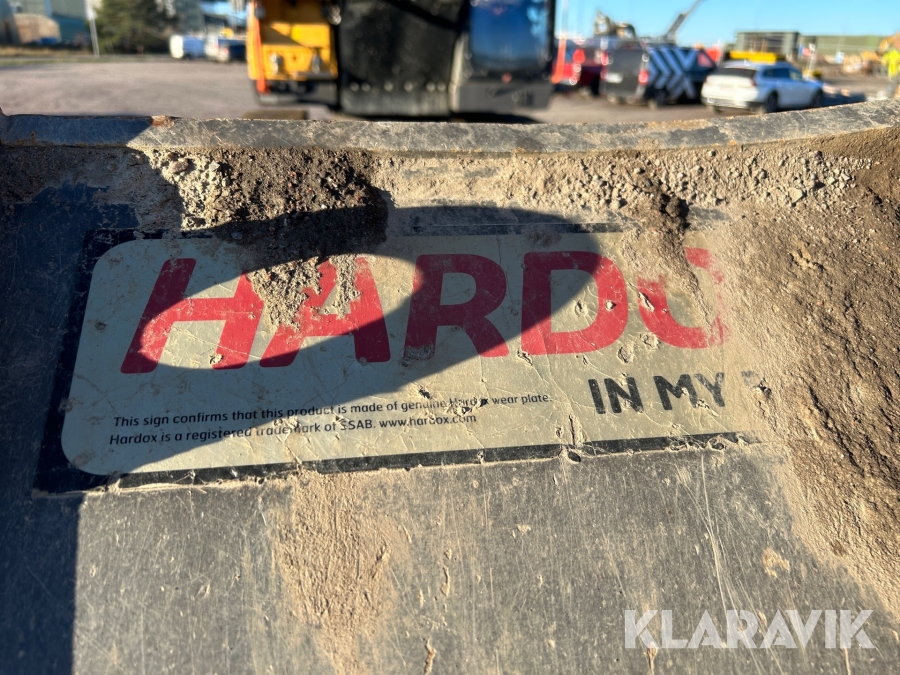 HARDO
IN MY
This sign confirms that this product is made of genuine Hardox wear plate.
Hardox is a registered trademark of SSAB. www.hardox.com
KLARAVIK